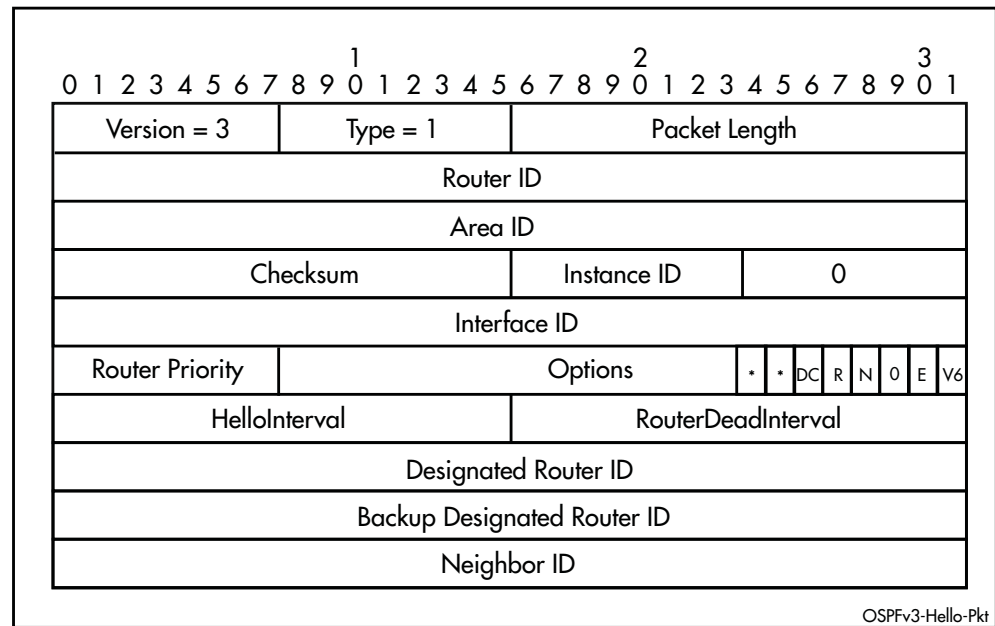 1 2 3
0 1 2 3 4 5 6 7 8 9 0 1 2 3 4 5 6 7 8 9 0 1 2 3 4 5 6 7 8 9 0 1
Version = 3 Type = 1 Packet Length
Router ID
Area ID
Checksum Instance ID 0
Interface ID
Router Priority Options * * DC R N 0 E V6
HelloInterval RouterDeadInterval
Designated Router ID
Backup Designated Router ID
Neighbor ID
OSPFv3-Hello-Pkt